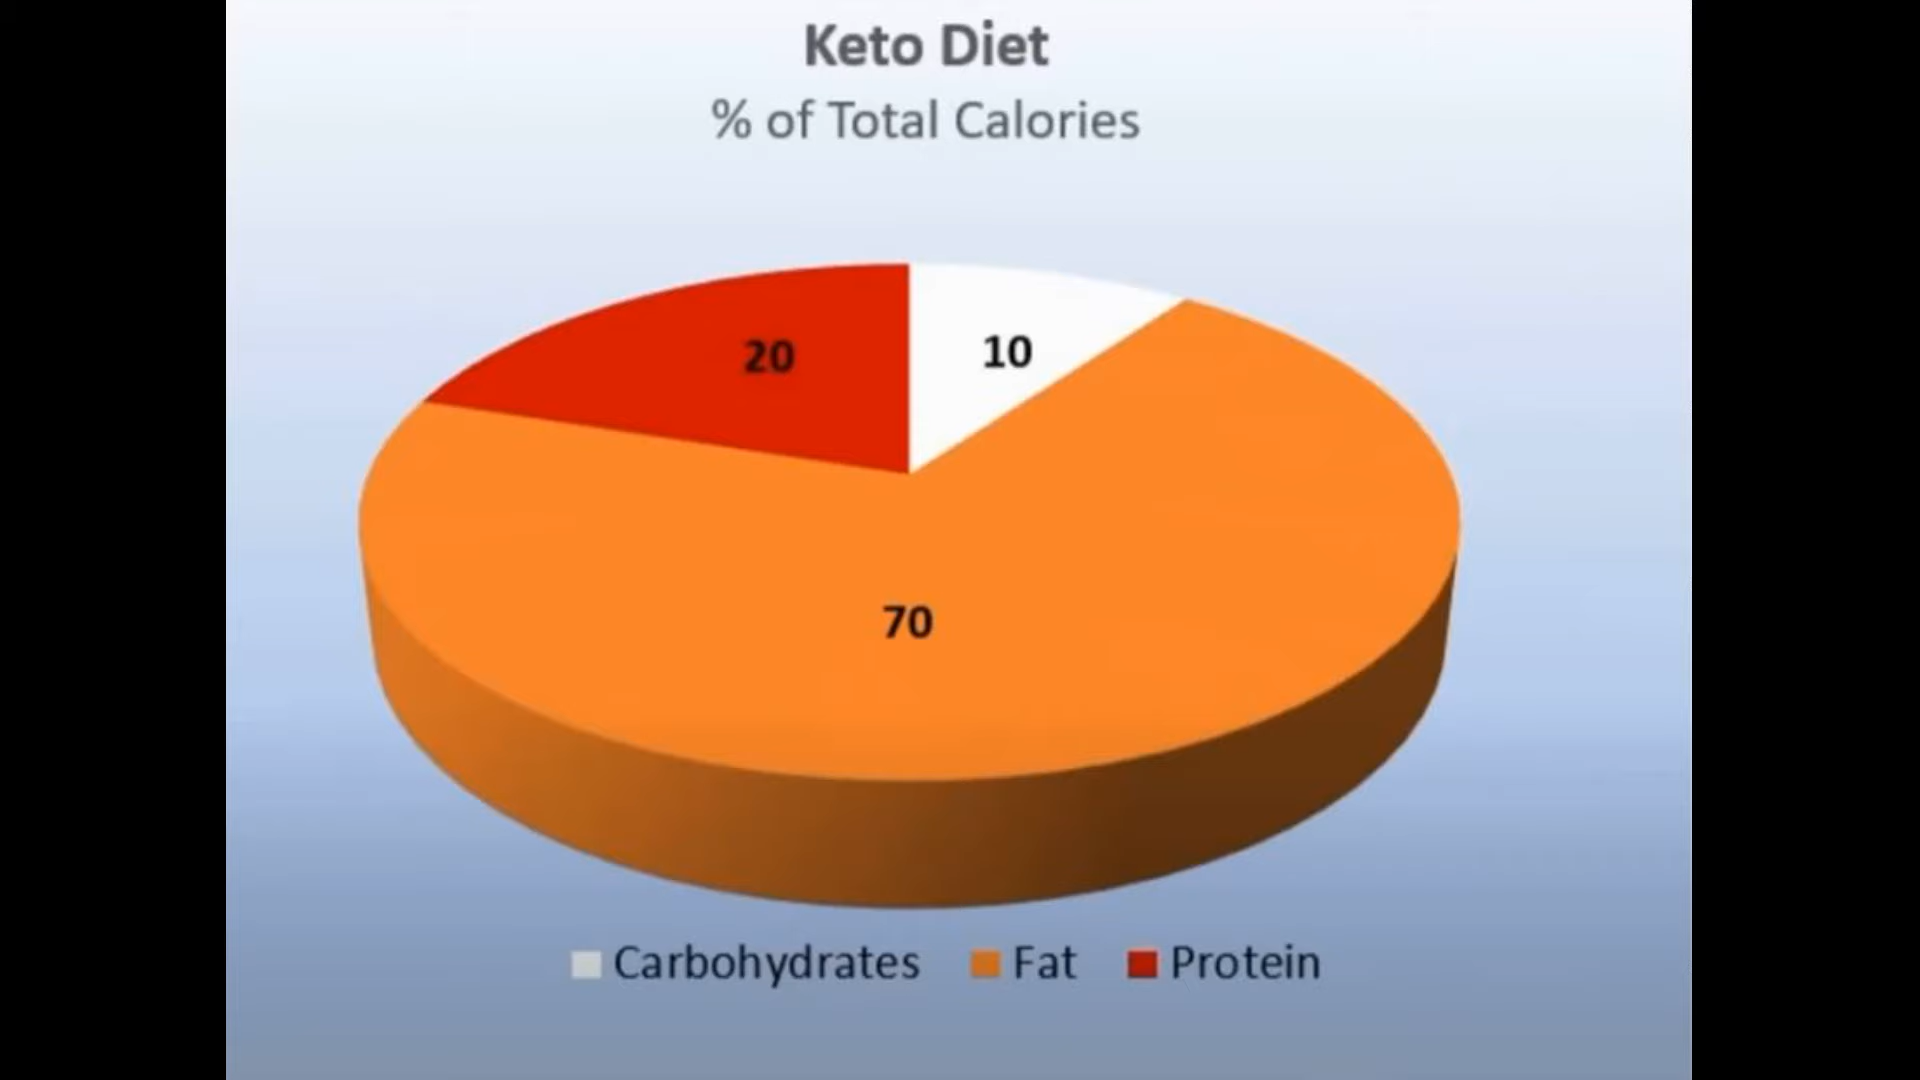 Keto Diet
% of Total Calories
20
10
70
Carbohydrates Fat Protein